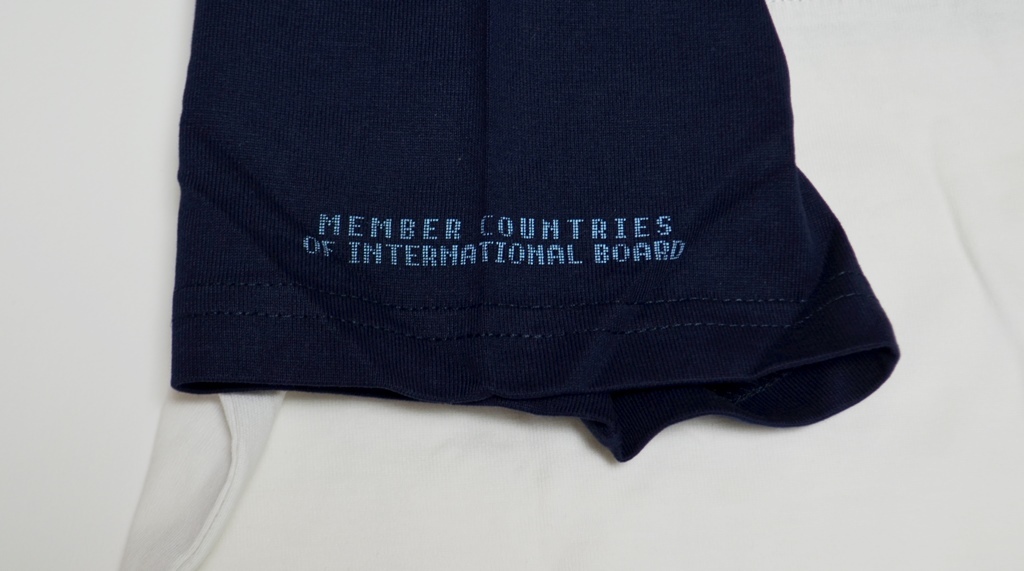 MEMBER COUNTRIES
OF INTERNATIONAL BOARD